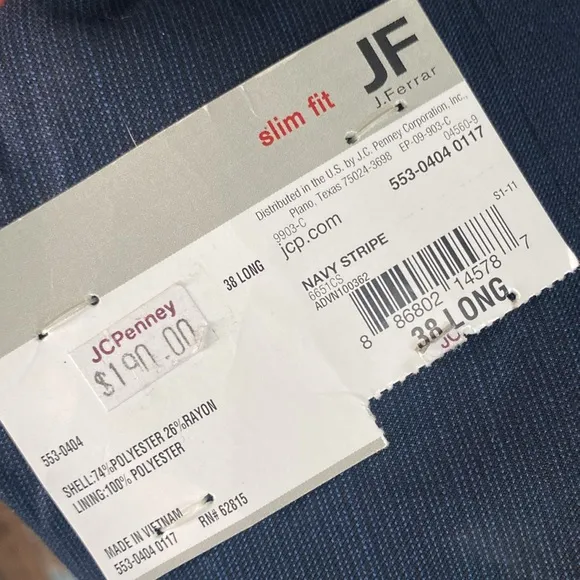 JF
J.Ferrar
slim fit
Distributed in the U.S. by J.C. Penney Corporation, Inc.,
Plano, Texas 75024-3698 EP-09-903-C 04560-9
9903-C
jcp.com
553-0404 0117
S1-11
38 LONG
NAVY STRIPE
6651CS
ADVN100362
8 86802 14578 7
38 LONG
JCPenney
$190.00
553-0404
SHELL:74%POLYESTER 26%RAYON
LINING:100% POLYESTER
MADE IN VIETNAM
553-0404 0117
RN# 62815